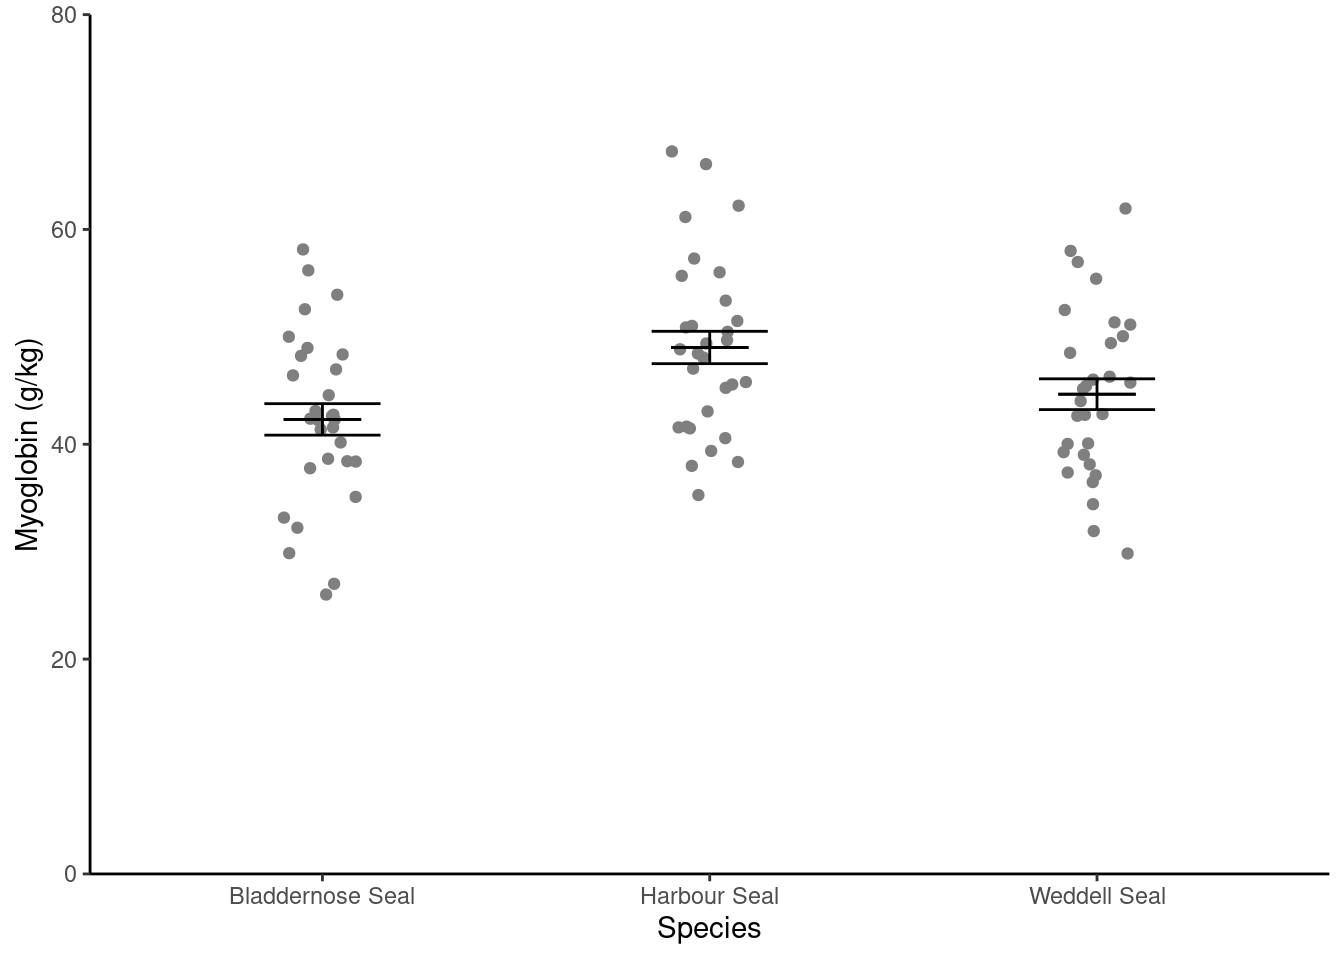 80
60
40
20
0
Myoglobin (g/kg)
Bladdernose Seal
Harbour Seal
Weddell Seal
Species